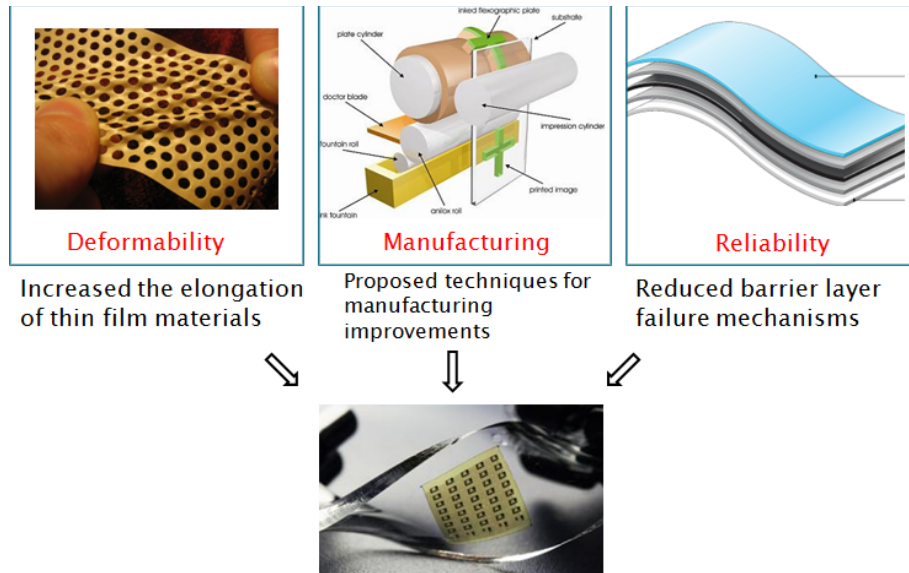 inked flexographic plate
plate cylinder
substrate
doctor blade
fountain roll
impression cylinder
printed image
anilox roll
nk fountain
Deformability
Manufacturing
Reliability
Increased the elongation
of thin film materials
Proposed techniques for
manufacturing
improvements
Reduced barrier layer
failure mechanisms